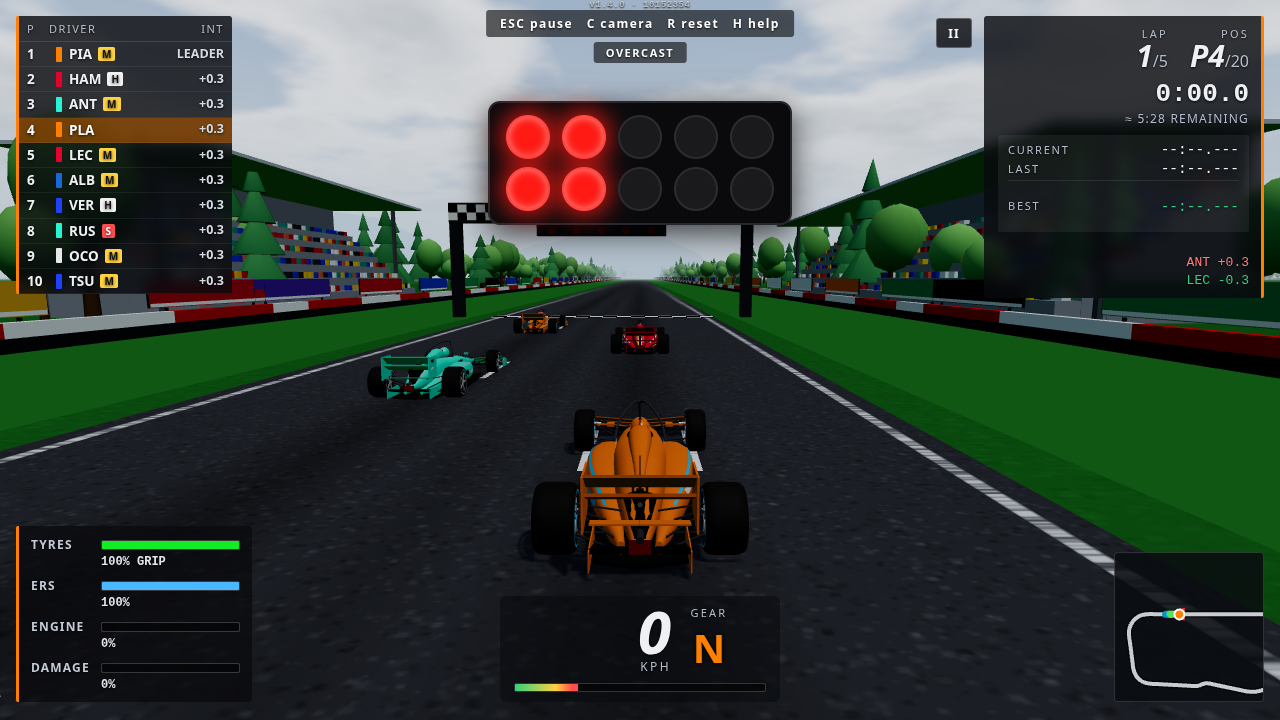 v1.4.0 - 18162354
ESC pause C camera R reset H help
OVERCAST
P DRIVER INT
1 PIA M LEADER
2 HAM H +0.3
3 ANT M +0.3
4 PLA +0.3
5 LEC M +0.3
6 ALB M +0.3
7 VER H +0.3
8 RUS S +0.3
9 OCO M +0.3
10 TSU M +0.3
II
LAP POS
1/5 P4/20
0:00.0
≈ 5:28 REMAINING
CURRENT --:--.---
LAST --:--.---
BEST --:--.---
ANT +0.3
LEC -0.3
TYRES
100% GRIP
ERS
100%
ENGINE
0%
DAMAGE
0%
0 KPH
GEAR
N